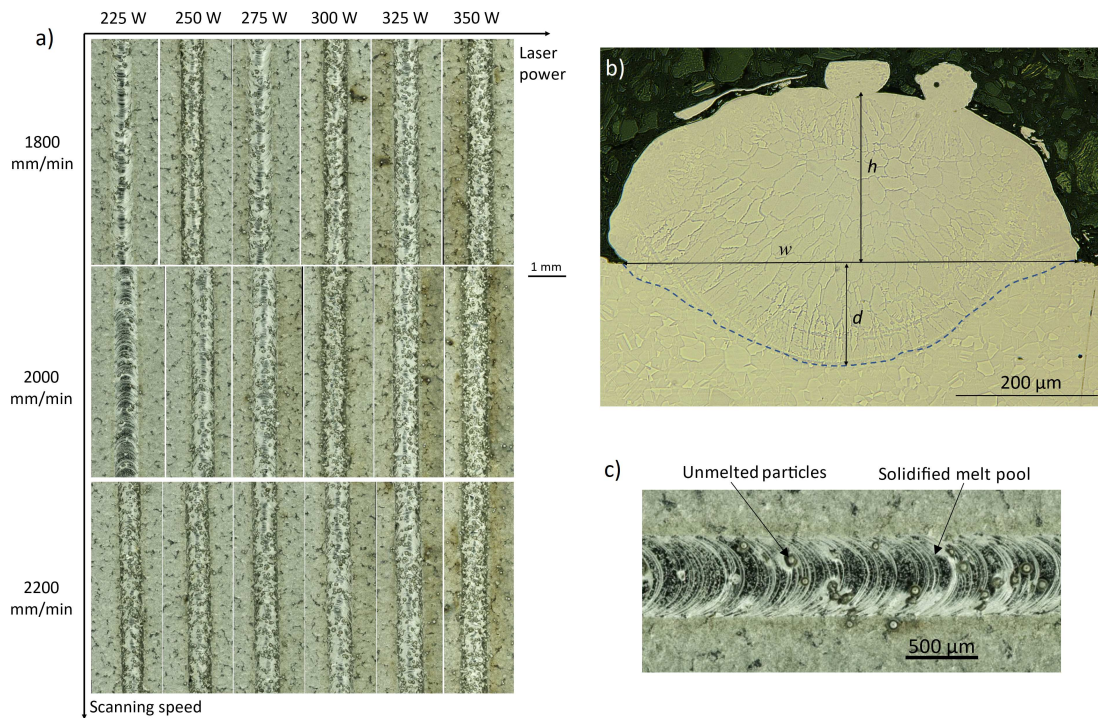 a)
225 W 250 W 275 W 300 W 325 W 350 W
Laser
power
1800
mm/min
1 mm
2000
mm/min
2200
mm/min
Scanning speed
b)
h
w
d
200 µm
c)
Unmelted particles
Solidified melt pool
500 µm